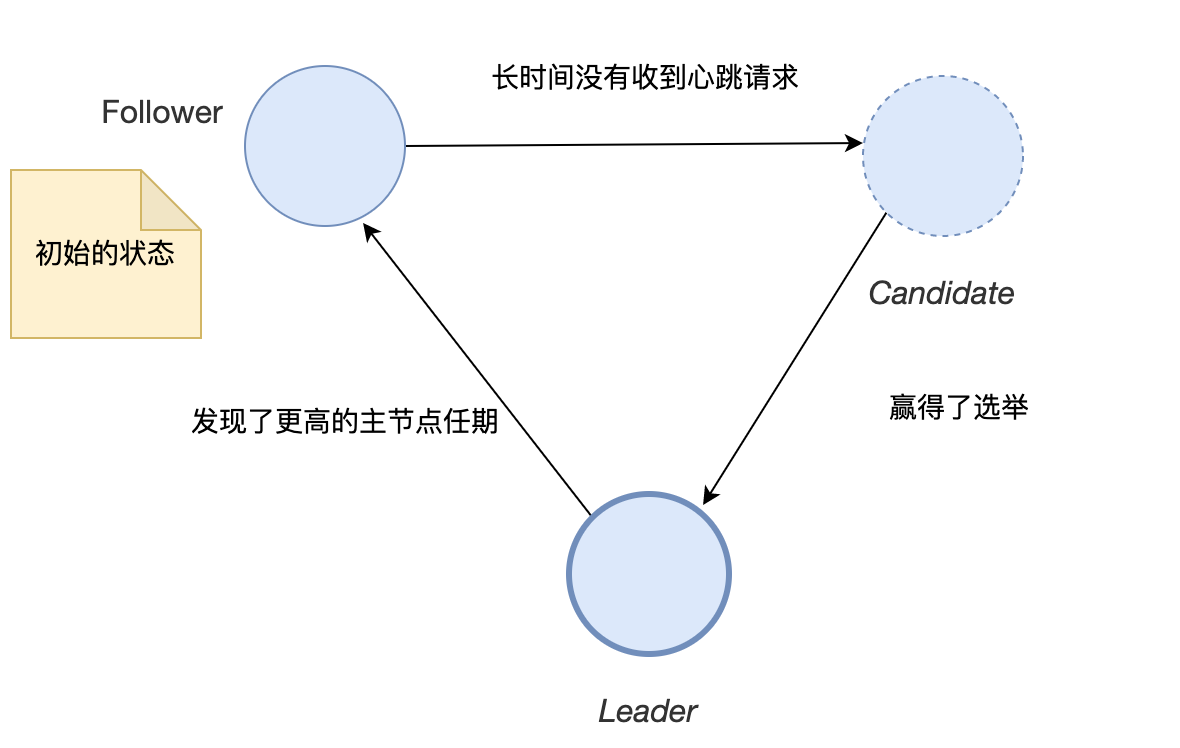 长时间没有收到心跳请求
Follower
初始的状态
Candidate
赢得了选举
发现了更高的主节点任期
Leader